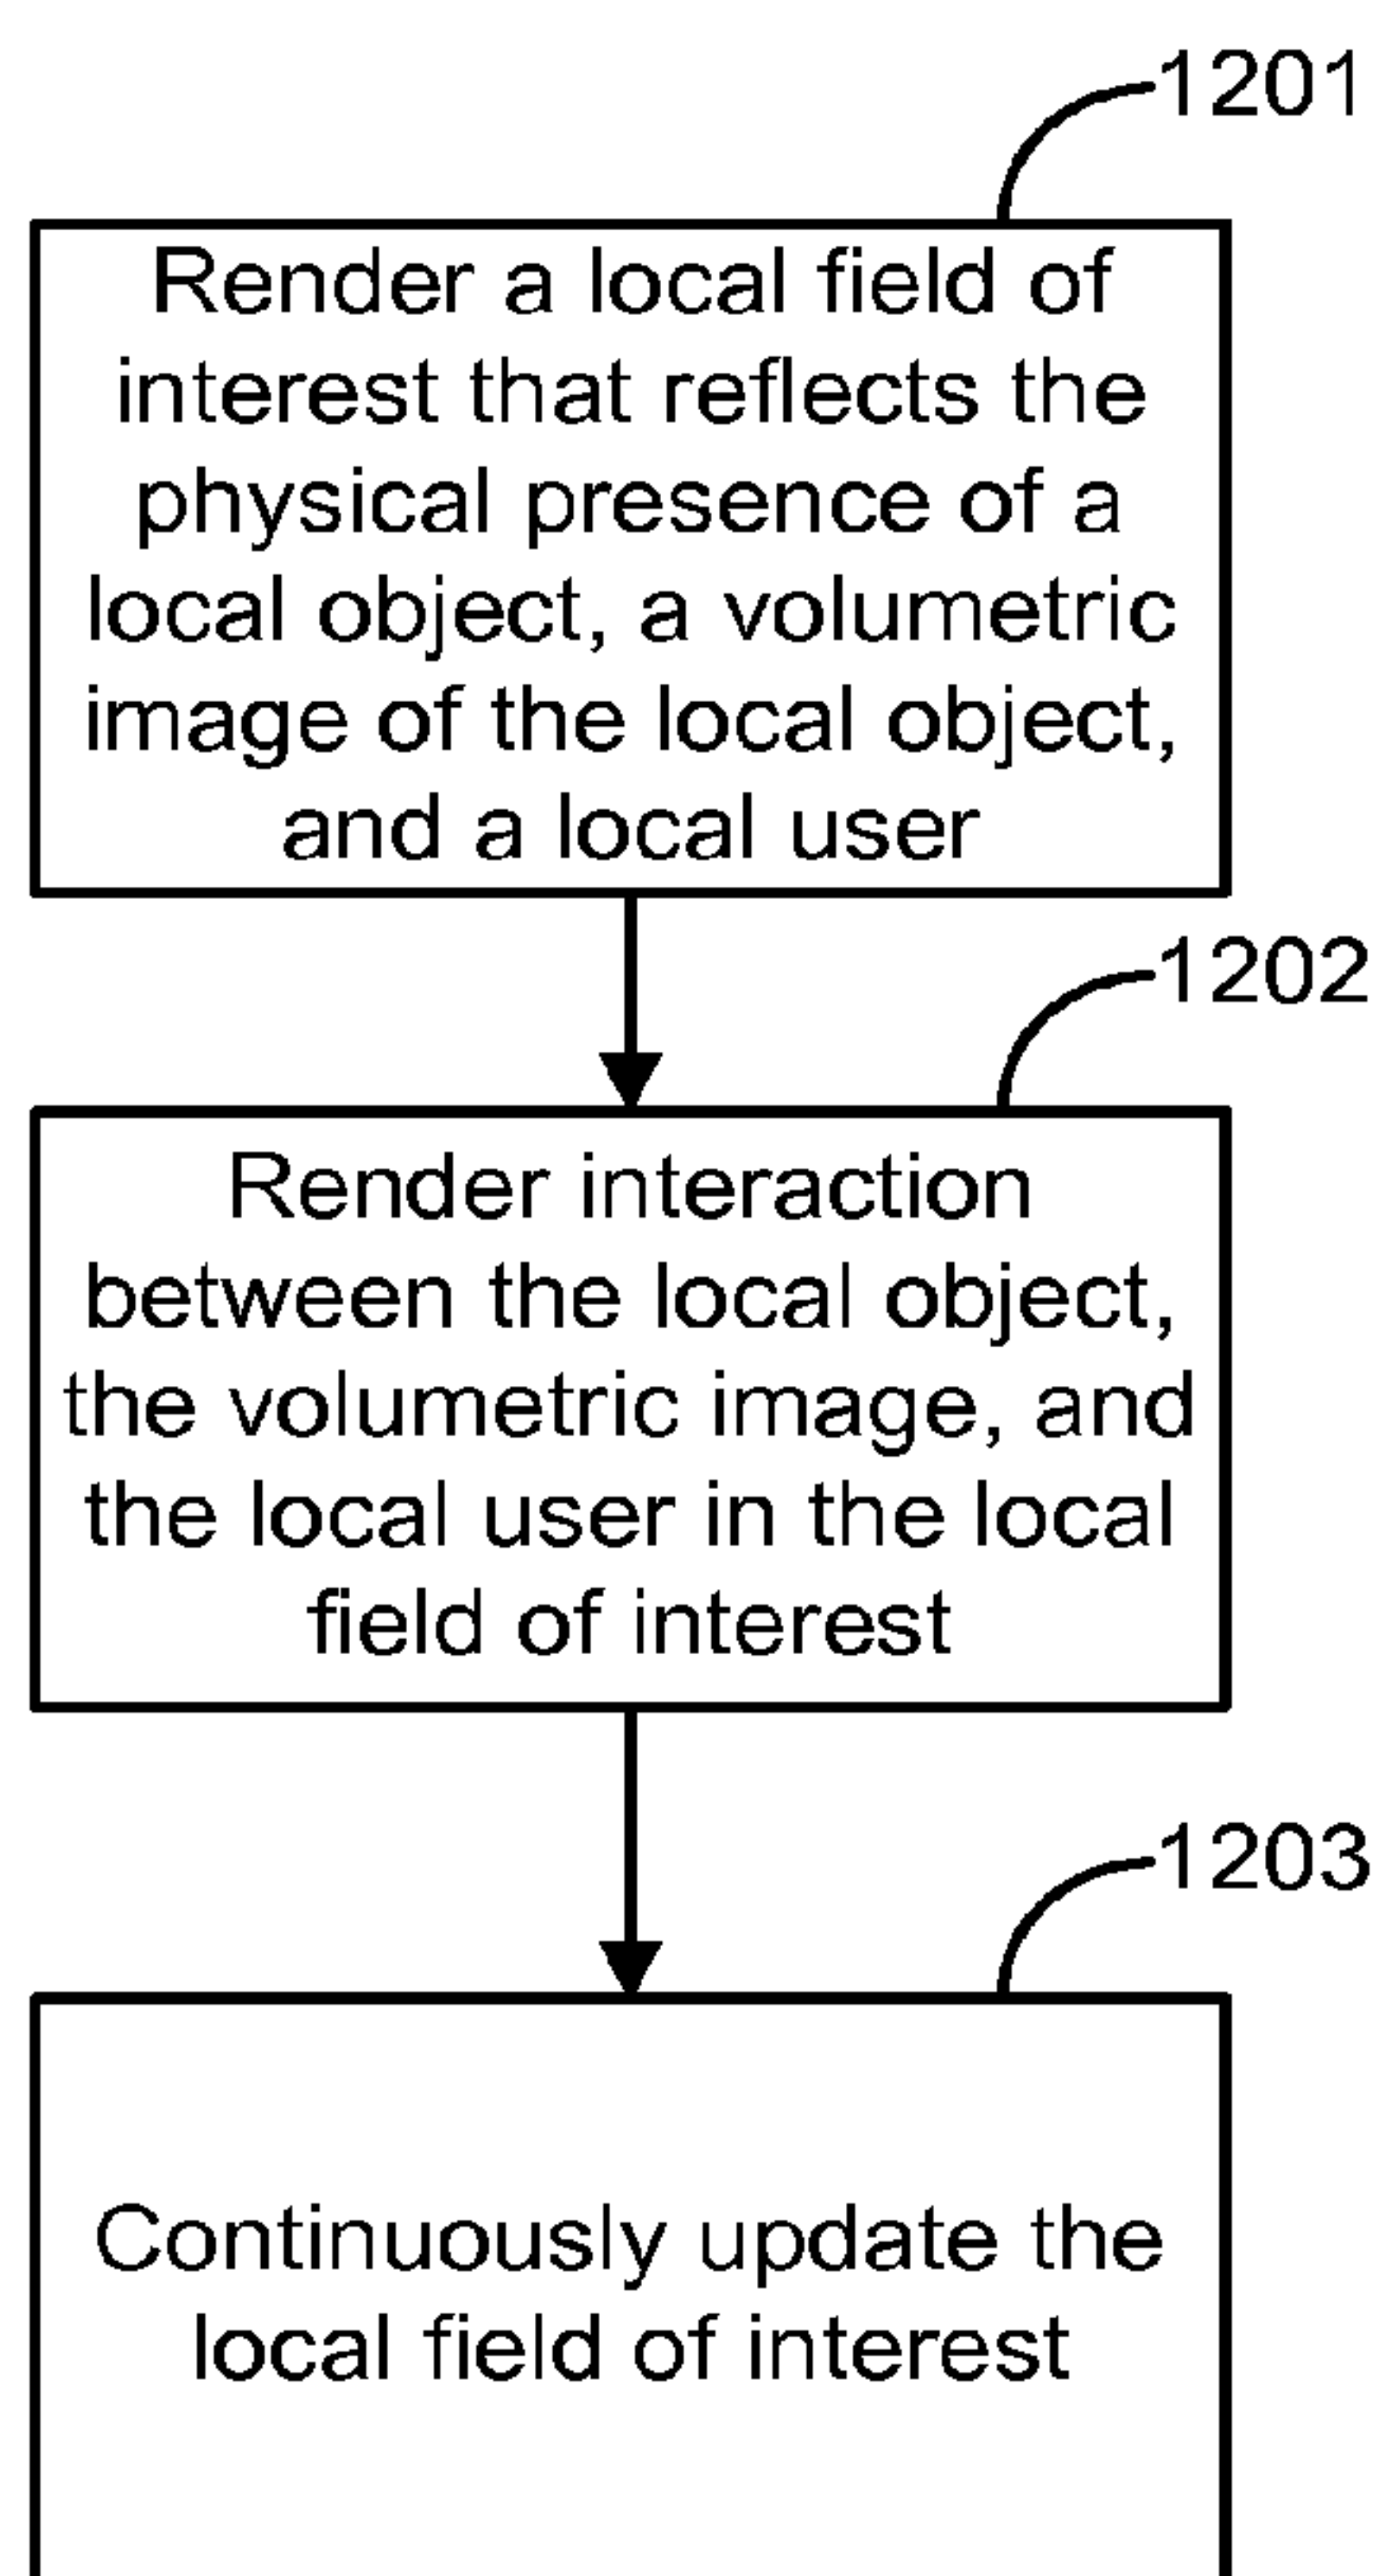 1201
Render a local field of
interest that reflects the
physical presence of a
local object, a volumetric
image of the local object,
and a local user
1202
Render interaction
between the local object,
the volumetric image, and
the local user in the local
field of interest
1203
Continuously update the
local field of interest